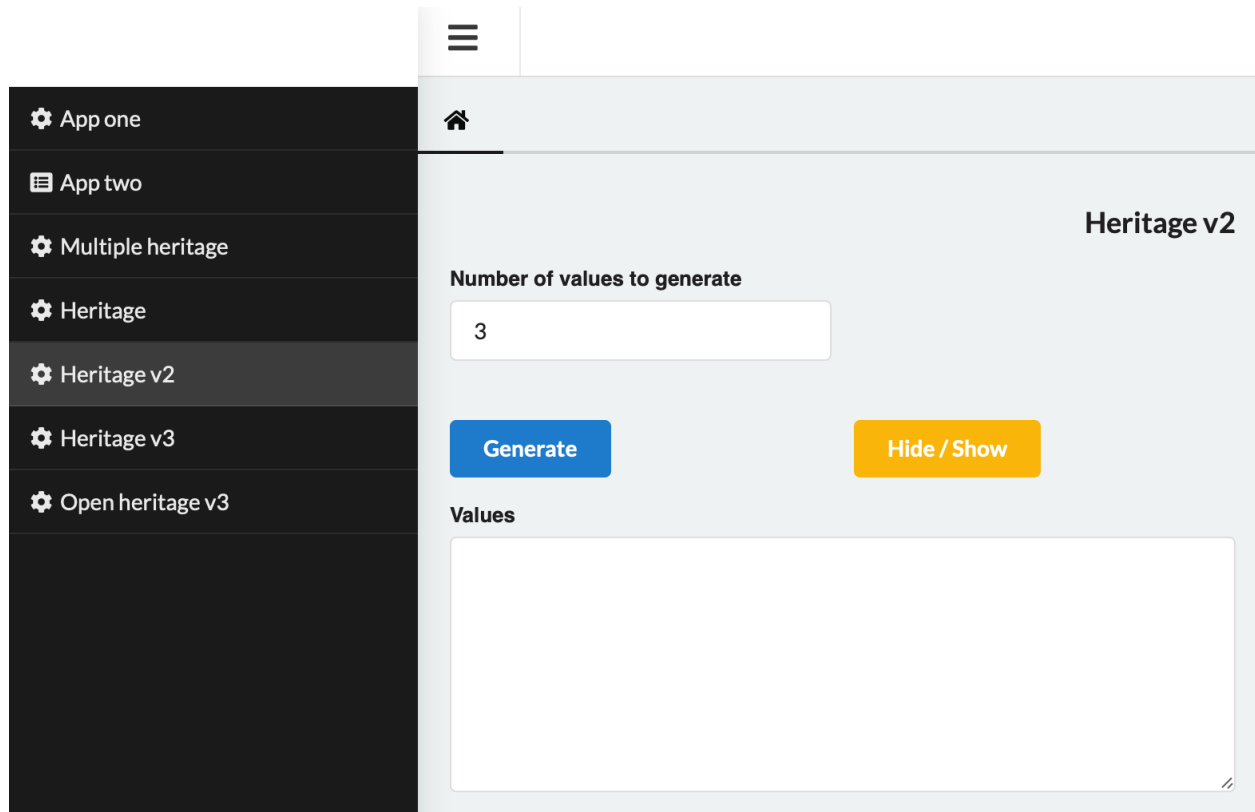 App one
App two
Multiple heritage
Heritage
Heritage v2
Heritage v3
Open heritage v3
Heritage v2
Number of values to generate
3
Generate
Hide / Show
Values